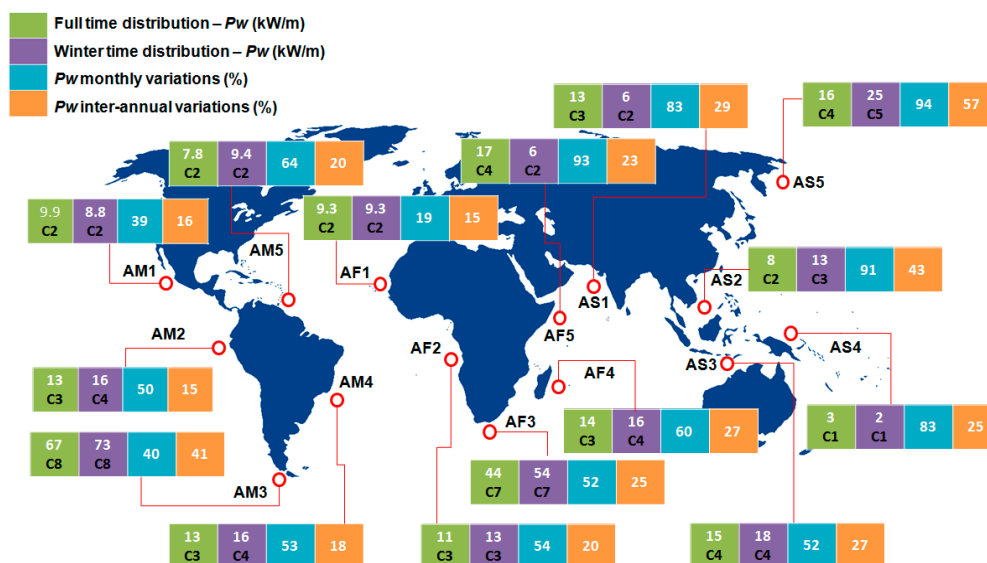 Full time distribution – Pw (kW/m)
Winter time distribution – Pw (kW/m)
Pw monthly variations (%)
Pw inter-annual variations (%)
13 C3 6 C2 83 29
16 C4 25 C5 94 57
7.8 C2 9.4 C2 64 20
17 C4 6 C2 93 23
AS5
9.9 C2 8.8 C2 39 16
9.3 C2 9.3 C2 19 15
AM5
AM1
AF1
AS1
AS2
8 C2 13 C3 91 43
AF5
AM2
AF2
AS3
AS4
13 C3 16 C4 50 15
AM4
AF4
67 C8 73 C8 40 41
AF3
14 C3 16 C4 60 27
3 C1 2 C1 83 25
AM3
44 C7 54 C7 52 25
13 C3 16 C4 53 18
11 C3 13 C3 54 20
15 C4 18 C4 52 27